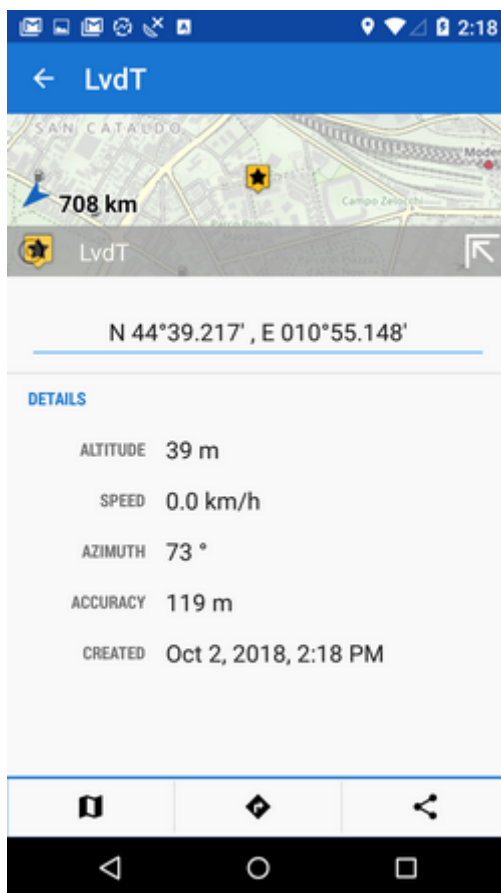 2:18
LvdT
SAN CATALDO
708 km
Campo Zelocchi
LvdT
N 44°39.217' , E 010°55.148'
DETAILS
ALTITUDE 39 m
SPEED 0.0 km/h
AZIMUTH 73 °
ACCURACY 119 m
CREATED Oct 2, 2018, 2:18 PM